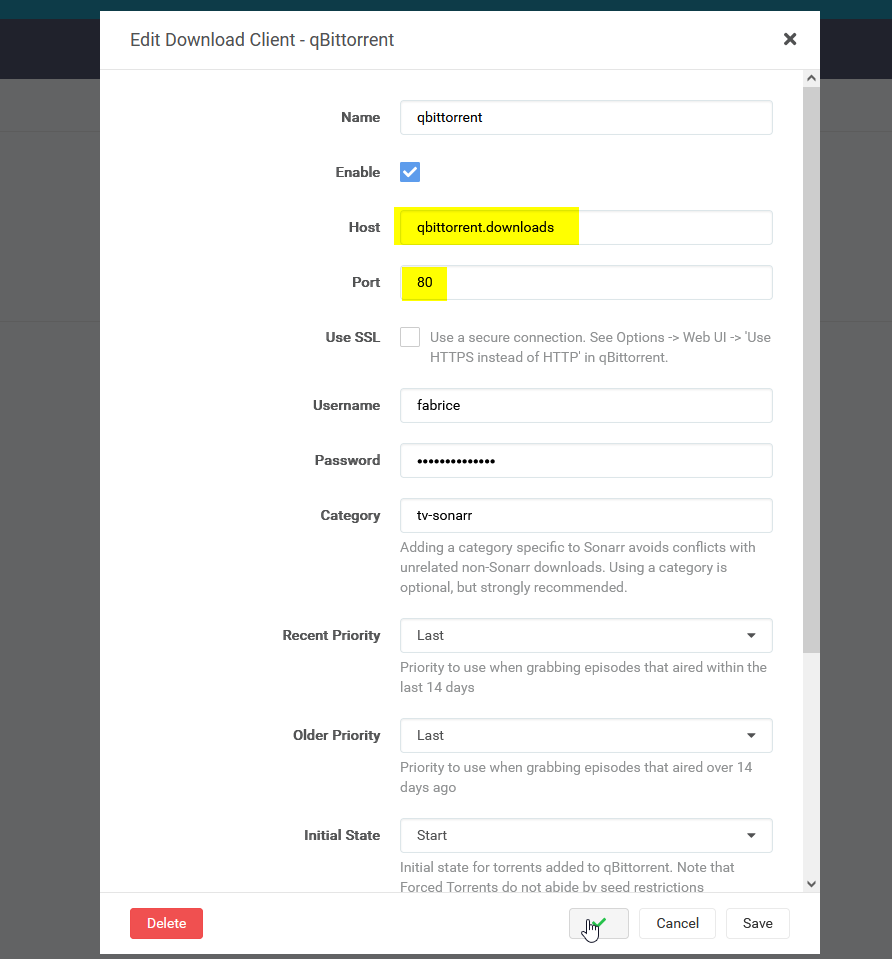 Edit Download Client - qBittorrent
Name
qbittorrent
Enable
Host
qbittorrent.downloads
Port
80
Use SSL
Use a secure connection. See Options -> Web UI -> 'Use
HTTPS instead of HTTP' in qBittorrent.
Username
fabrice
Password
••••••••••••••
Category
tv-sonarr
Adding a category specific to Sonarr avoids conflicts with
unrelated non-Sonarr downloads. Using a category is
optional, but strongly recommended.
Recent Priority
Last
Priority to use when grabbing episodes that aired within the
last 14 days
Older Priority
Last
Priority to use when grabbing episodes that aired over 14
days ago
Initial State
Start
Initial state for torrents added to qBittorrent. Note that
Forced Torrents do not abide by seed restrictions
Delete
Cancel
Save